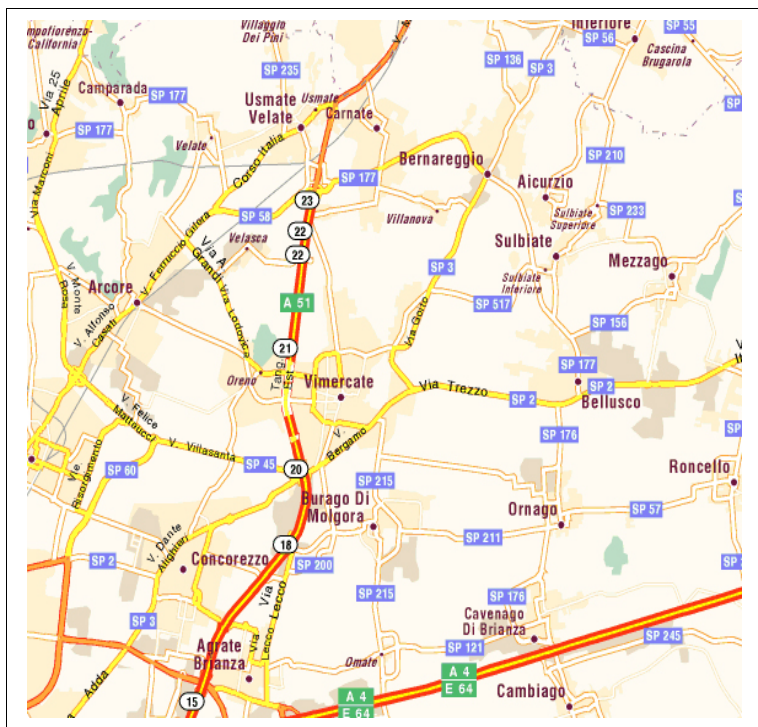 mpofiorenzo-
California
Villaggio
Dei Pini
SP 235
SP 136
SP 3
Inferiore
SP 56
SP 55
Cascina
Brugarola
Via 25
Aprile
Camparada
SP 177
SP 177
Usmate
Velate
Usmate
Carnate
Velate
Corso Italia
SP 210
Bernareggio
Via Marconi
SP 177
Aicurzio
23
SP 58
Villanova
Sulbiate
Superiore
SP 233
V. Ferruccio Gilera
Via A
Grandi
Velasca
22
22
Sulbiate
Mezzago
SP 3
Sulbiate
Inferiore
V. Monte
Rosa
Arcore
A 51
SP 517
Via Lodovica
Via Gorio
SP 156
V. Alfonso
Casati
21
Tang
Est
SP 177
Oreno
Vimercate
Via Trezzo
SP 2
SP 2
Bellusco
V. Felice
Mattaucci
V.
Bergamo
SP 176
V. Villasanta
SP 45
20
Vle
Risorgimento
SP 60
SP 215
Roncello
Burago Di
Molgora
Ornago
SP 57
V. Dante
Alighieri
18
SP 211
SP 2
Concorezzo
SP 200
Via
Lecco
SP 215
SP 176
SP 3
Cavenago
Di Brianza
Via
Agrate
Brianza
SP 121
SP 245
Omate
Adda
15
A 4
E 64
A 4
E 64
Cambiago